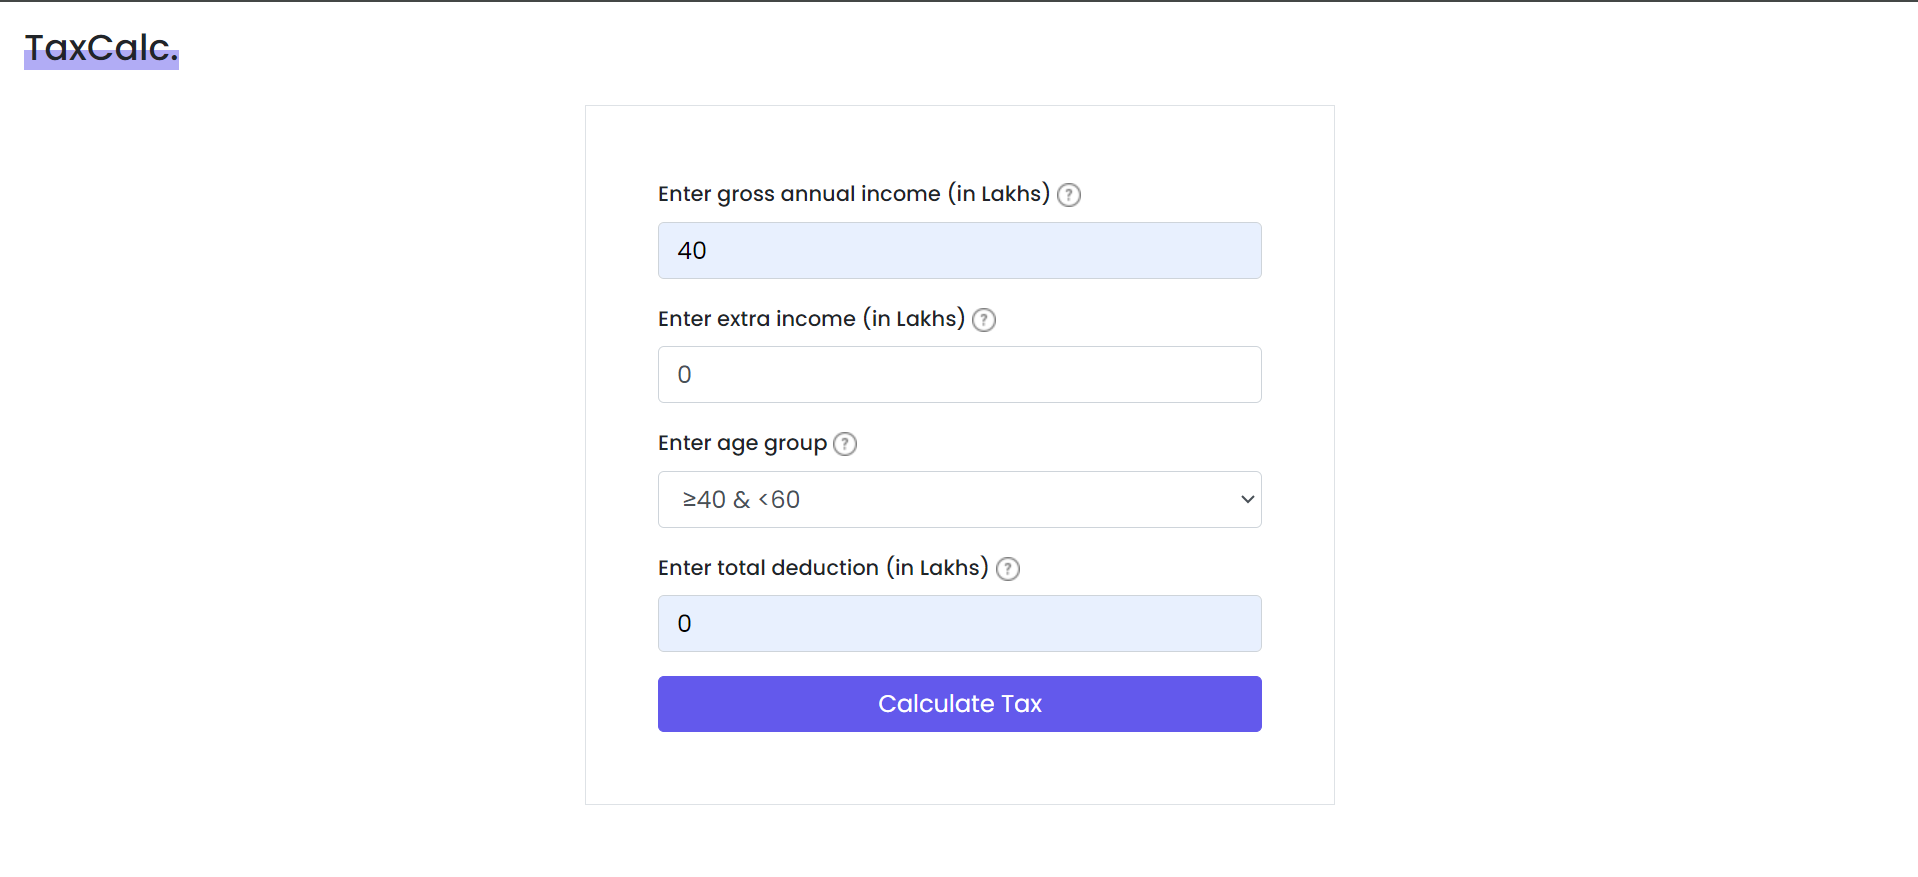 TaxCalc.
Enter gross annual income (in Lakhs) ?
40
Enter extra income (in Lakhs) ?
0
Enter age group ?
≥40 & <60
Enter total deduction (in Lakhs) ?
0
Calculate Tax